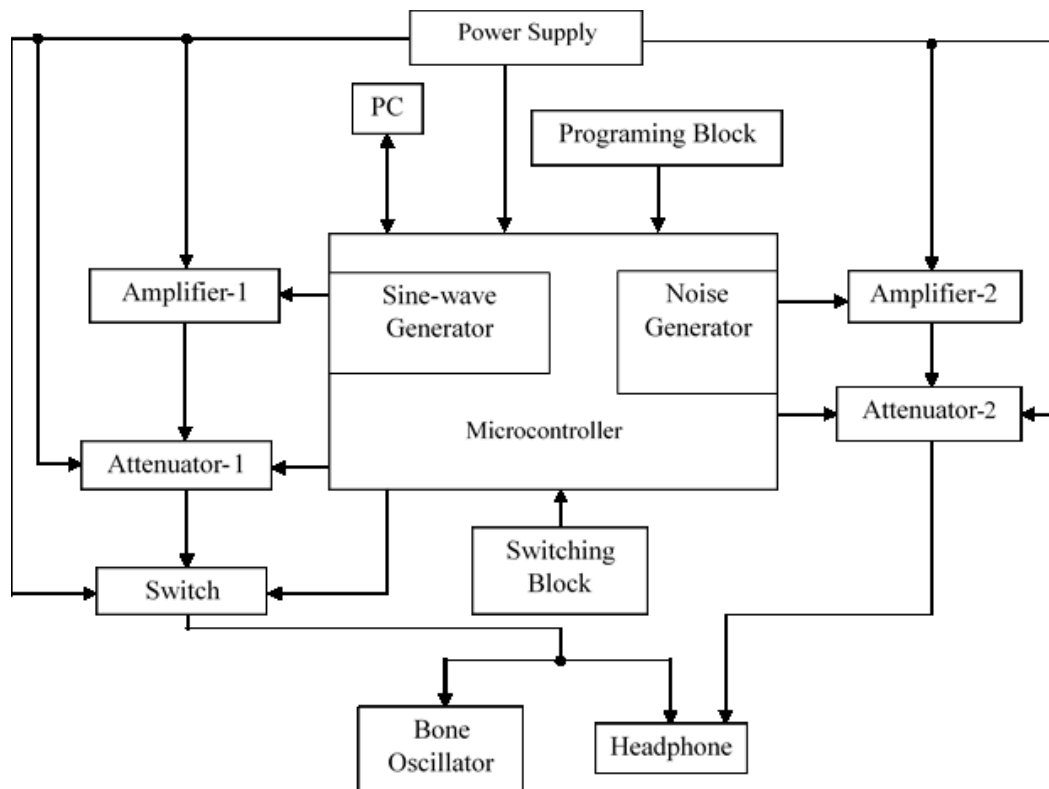 Power Supply
PC
Programing Block
Amplifier-1
Sine-wave
Generator
Noise
Generator
Amplifier-2
Attenuator-2
Microcontroller
Attenuator-1
Switching
Block
Switch
Bone
Oscillator
Headphone